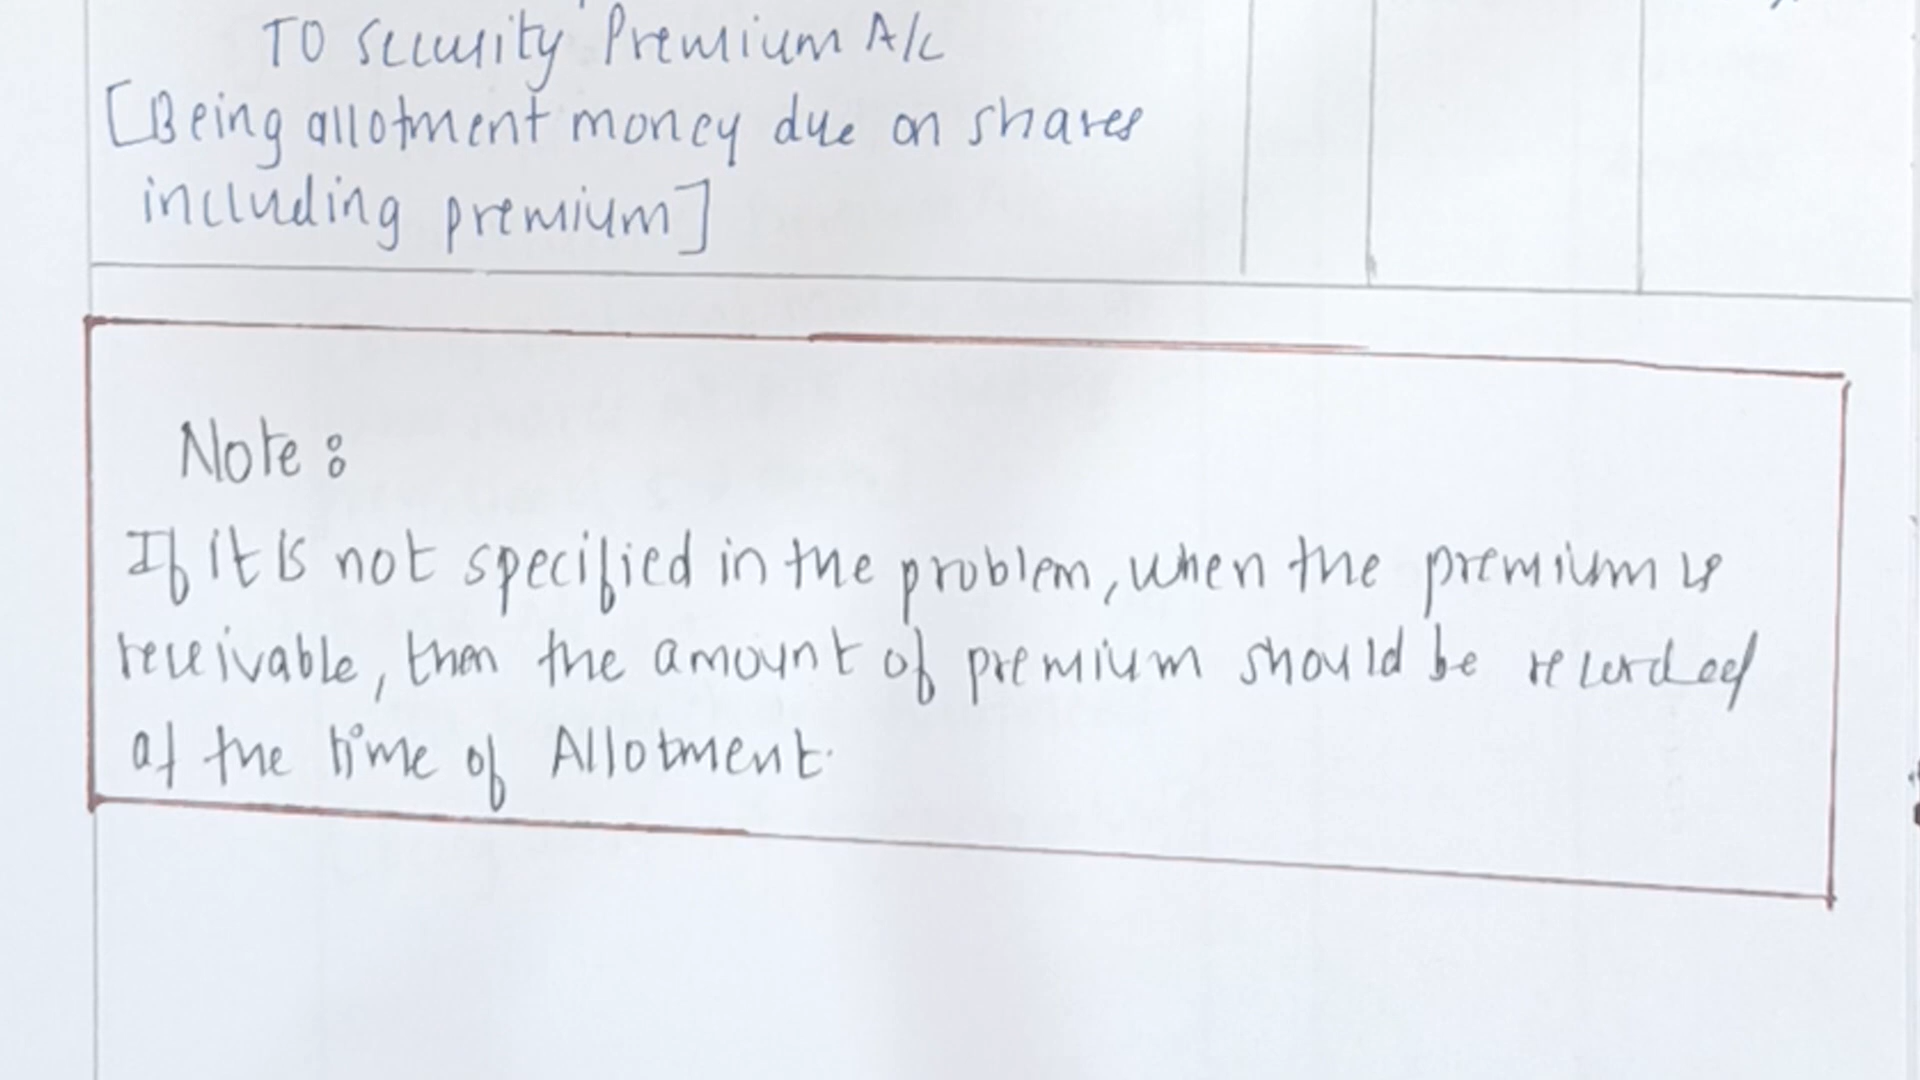 To Security Premium A/c
[Being allotment money due on shares
including premium]
Note:
If it is not specified in the problem, when the premium is
receivable, then the amount of premium should be recorded
at the time of Allotment.